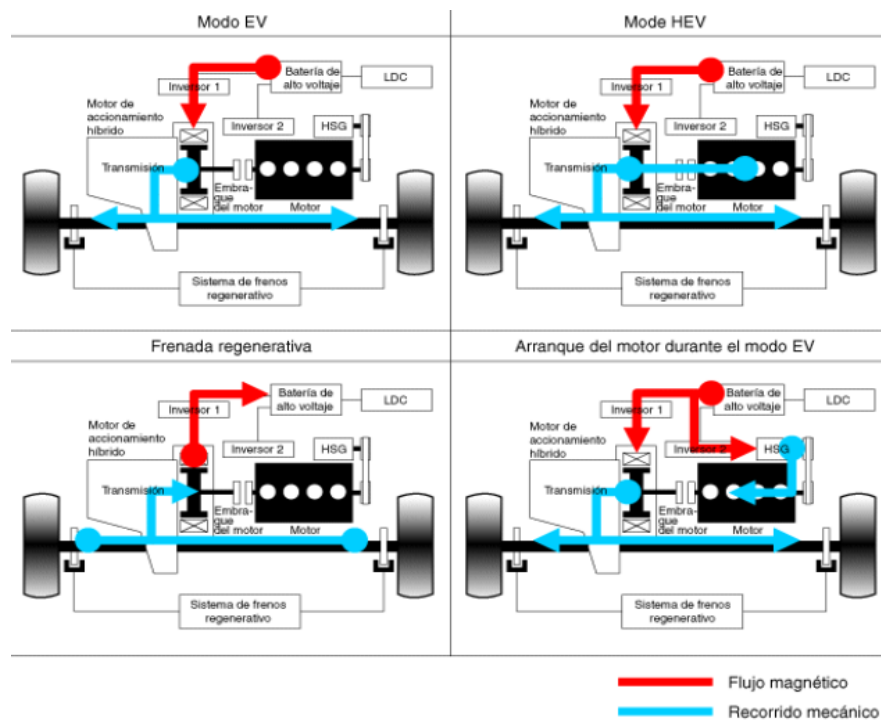 Modo EV
Mode HEV
Inversor 1
Batería de
alto voltaje
LDC
Motor de
accionamiento
híbrido
Inversor 2
HSG
Transmisión
Embra-
gue
del motor
Motor
Sistema de frenos
regenerativo
Inversor 1
Batería de
alto voltaje
LDC
Motor de
accionamiento
híbrido
Inversor 2
HSG
Transmisión
Embra-
gue
del motor
Motor
Sistema de frenos
regenerativo
Frenada regenerativa
Arranque del motor durante el modo EV
Inversor 1
Batería de
alto voltaje
LDC
Motor de
accionamiento
híbrido
Inversor 2
HSG
Transmisión
Embra-
gue
del motor
Motor
Sistema de frenos
regenerativo
Inversor 1
Batería de
alto voltaje
LDC
Motor de
accionamiento
híbrido
Inversor 2
HSG
Transmisión
Embra-
gue
del motor
Motor
Sistema de frenos
regenerativo
Flujo magnético
Recorrido mecánico